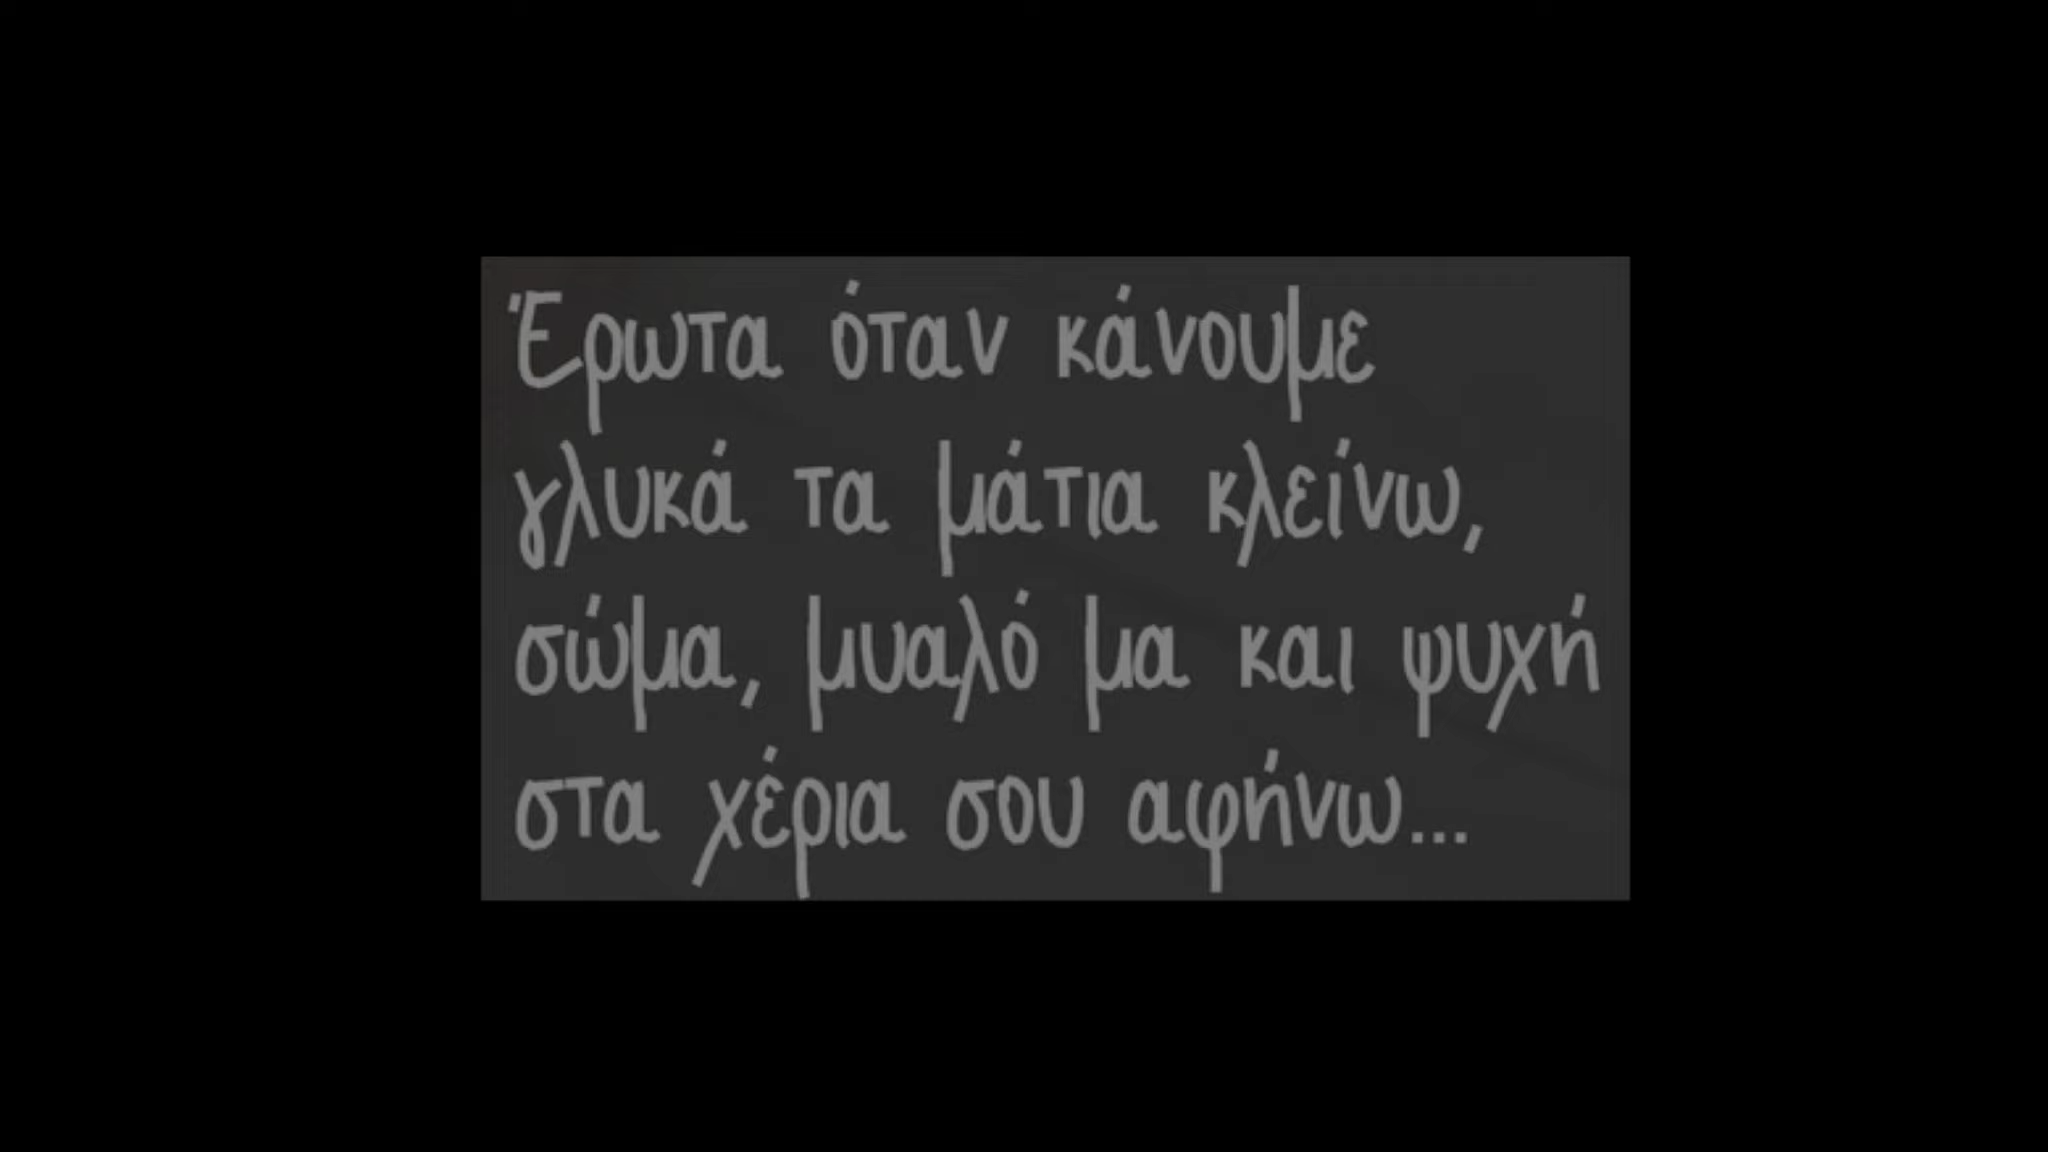 Έρωτα όταν κάνουμε
γλυκά τα μάτια κλείνω,
σώμα, μυαλό μα και ψυχή
στα χέρια σου αφήνω...